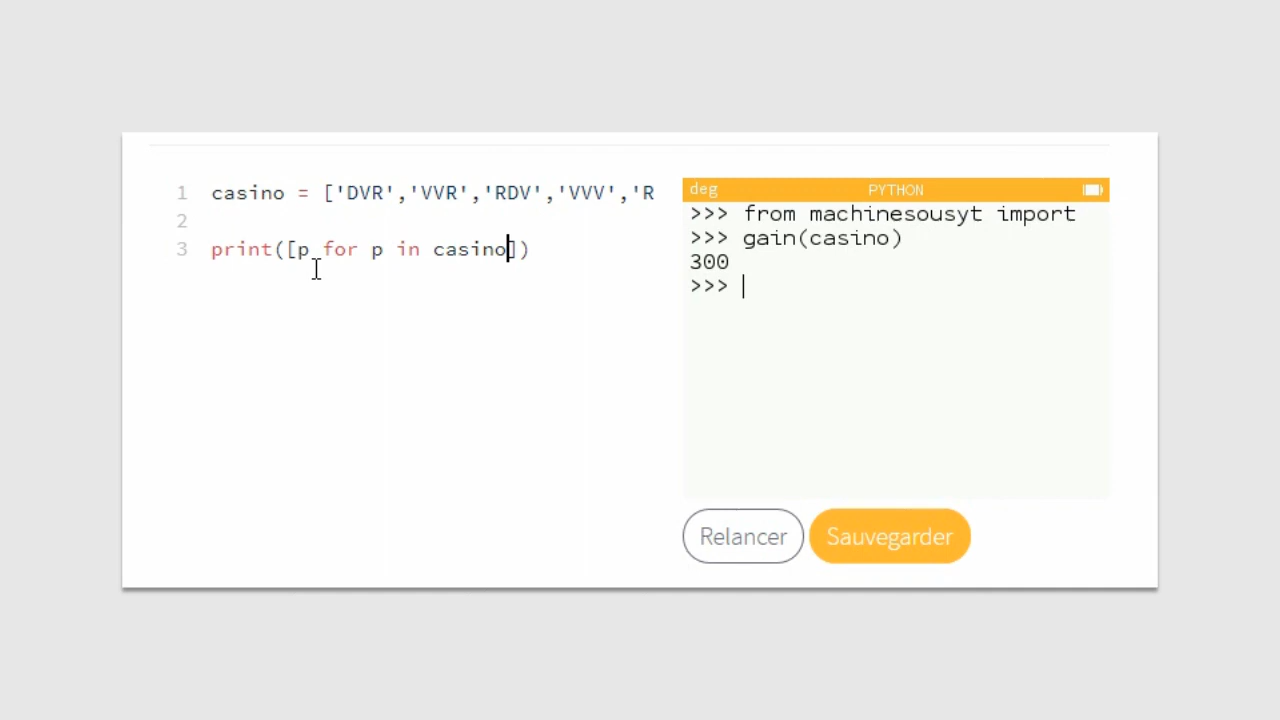 1 casino = ['DVR','VVR','RDV','VVV','R
2
3 print([p for p in casino])
deg PYTHON
>>> from machinesousyt import
>>> gain(casino)
300
>>>
Relancer Sauvegarder